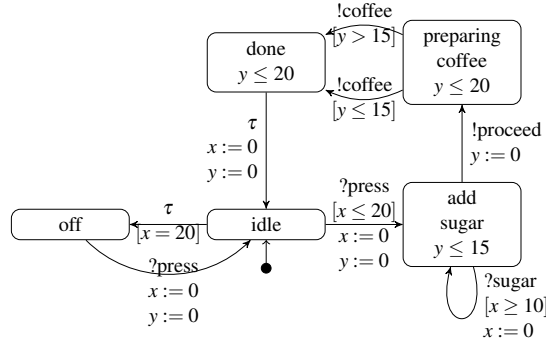 !coffee
[y > 15]
done
y ≤ 20
preparing
coffee
y ≤ 20
!coffee
[y ≤ 15]
τ
x := 0
y := 0
!proceed
y := 0
?press
[x ≤ 20]
x := 0
y := 0
add
sugar
y ≤ 15
off
τ
[x = 20]
idle
?press
x := 0
y := 0
?sugar
[x ≥ 10]
x := 0